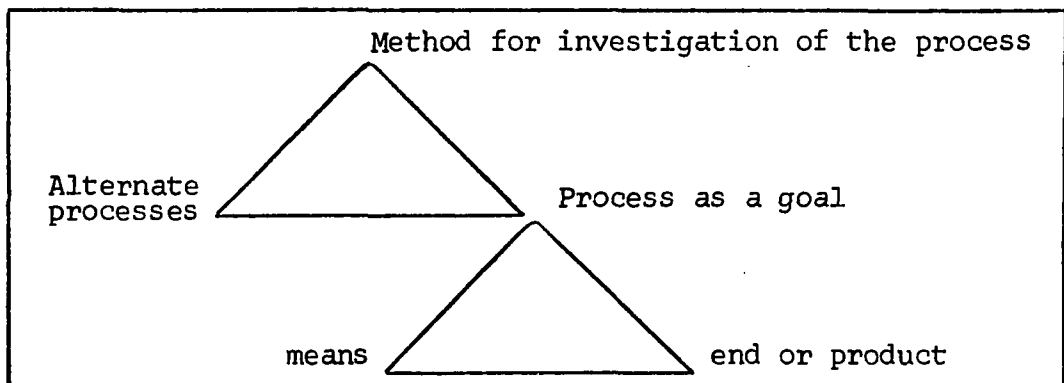 Method for investigation of the process
Alternate
processes
Process as a goal
means
end or product